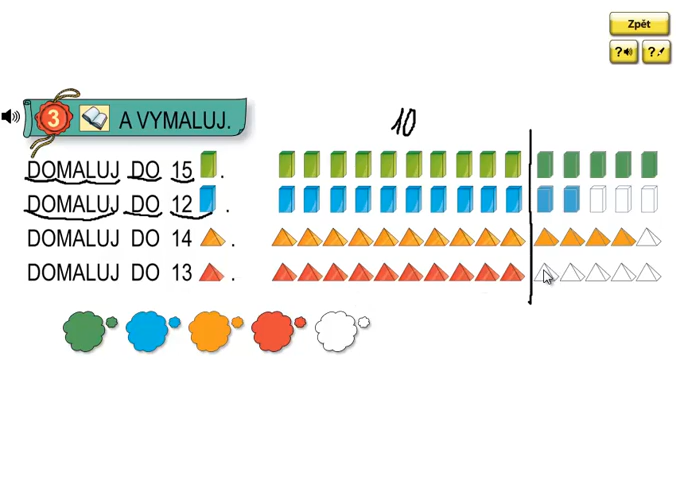 Zpět
? ?
3 A VYMALUJ.
10
DOMALUJ DO 15 .
DOMALUJ DO 12 .
DOMALUJ DO 14 .
DOMALUJ DO 13 .